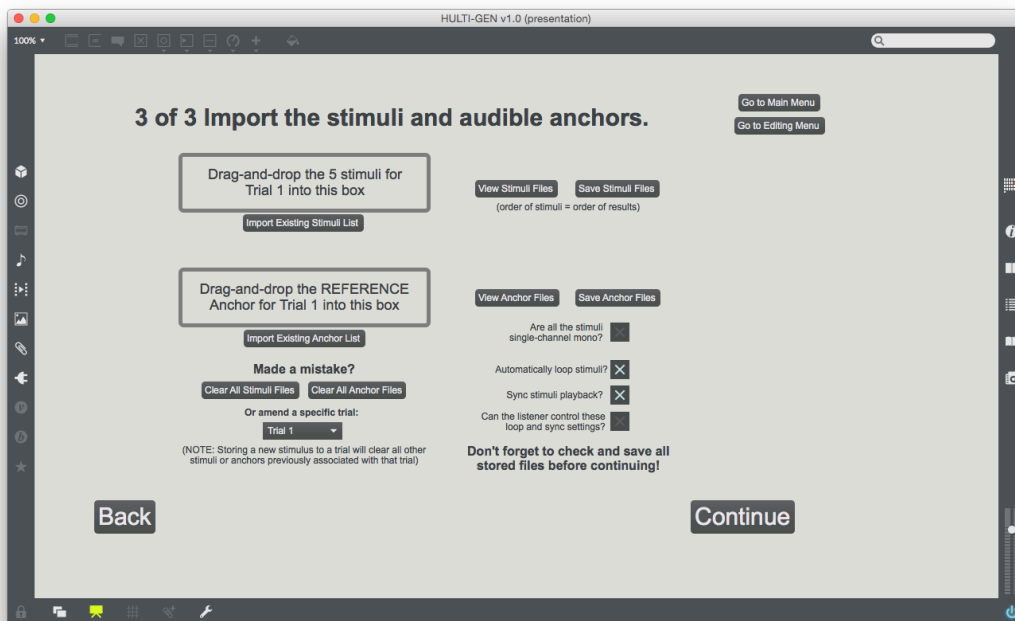 HULTI-GEN v1.0 (presentation)
100%
3 of 3 Import the stimuli and audible anchors.
Go to Main Menu
Go to Editing Menu
Drag-and-drop the 5 stimuli for
Trial 1 into this box
Import Existing Stimuli List
View Stimuli Files
Save Stimuli Files
(order of stimuli = order of results)
Drag-and-drop the REFERENCE
Anchor for Trial 1 into this box
Import Existing Anchor List
View Anchor Files
Save Anchor Files
Are all the stimuli
single-channel mono?
Automatically loop stimuli?
Sync stimuli playback?
Can the listener control these
loop and sync settings?
Made a mistake?
Clear All Stimuli Files
Clear All Anchor Files
Or amend a specific trial:
Trial 1
(NOTE: Storing a new stimulus to a trial will clear all other
stimuli or anchors previously associated with that trial)
Don't forget to check and save all
stored files before continuing!
Back
Continue